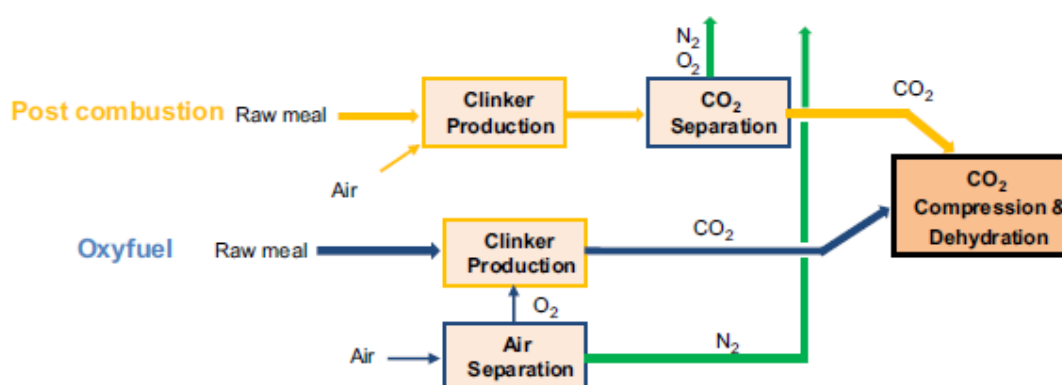 N2
O2
CO2
Post combustion
Raw meal
Clinker
Production
CO2
Separation
Air
CO2
Compression &
Dehydration
Oxyfuel
Raw meal
Clinker
Production
CO2
O2
Air
Air
Separation
N2